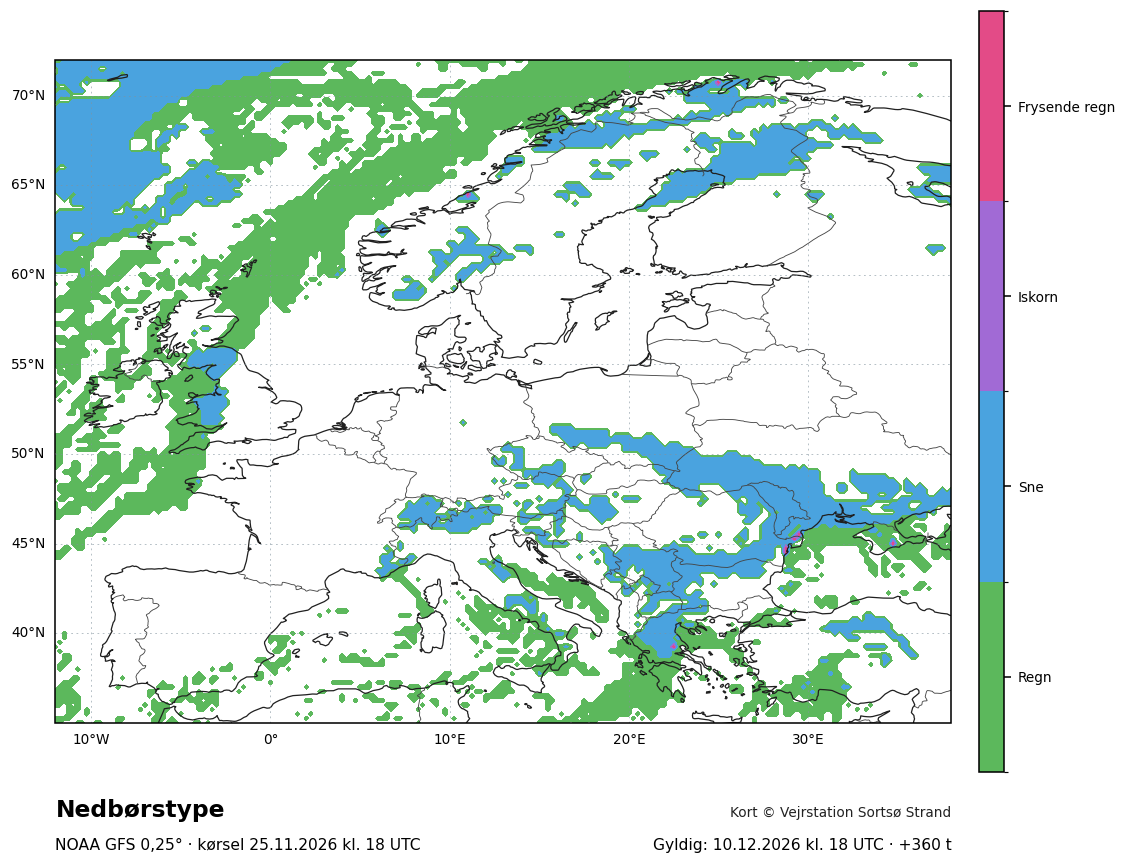 70°N
65°N
60°N
55°N
50°N
45°N
40°N
10°W
0°
10°E
20°E
30°E
Frysende regn
Iskorn
Sne
Regn
Nedbørstype
Kort © Vejrstation Sortsø Strand
NOAA GFS 0,25° · kørsel 25.11.2026 kl. 18 UTC
Gyldig: 10.12.2026 kl. 18 UTC · +360 t